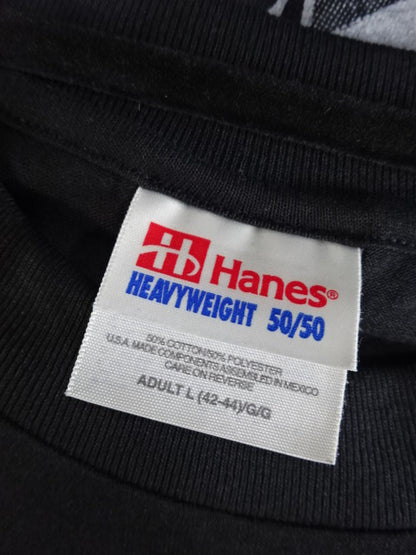 Hanes®
HEAVYWEIGHT 50/50
50% COTTON/50% POLYESTER
U.S.A. MADE COMPONENTS ASSEMBLED IN MEXICO
CARE ON REVERSE
ADULT L (42-44)/G/G